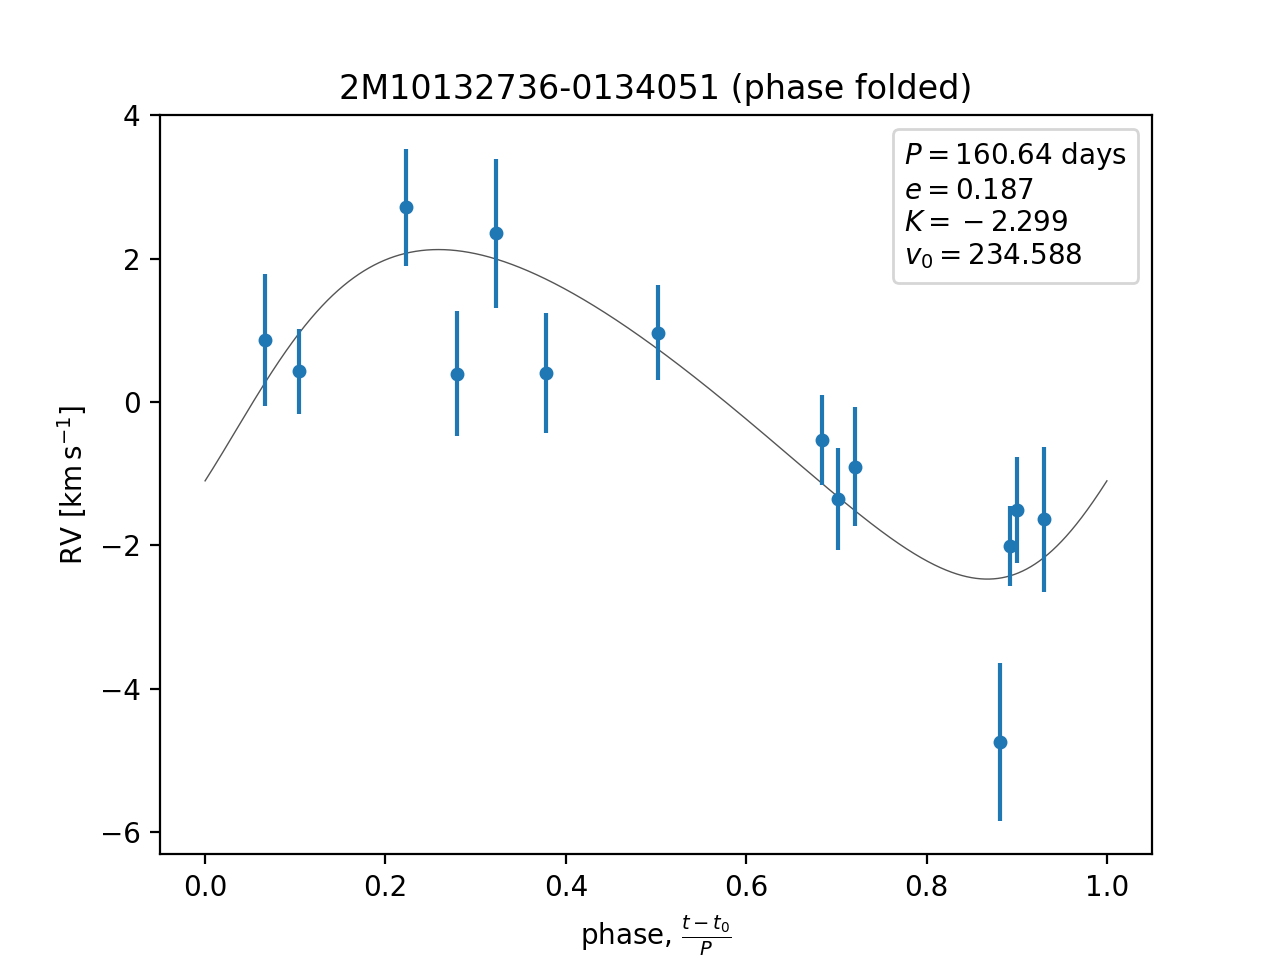 2M10132736-0134051 (phase folded)
P = 160.64 days
e = 0.187
K = −2.299
v₀ = 234.588
RV [km s⁻¹]
4
2
0
−2
−4
−6
0.0 0.2 0.4 0.6 0.8 1.0
phase, (t − t₀)/P